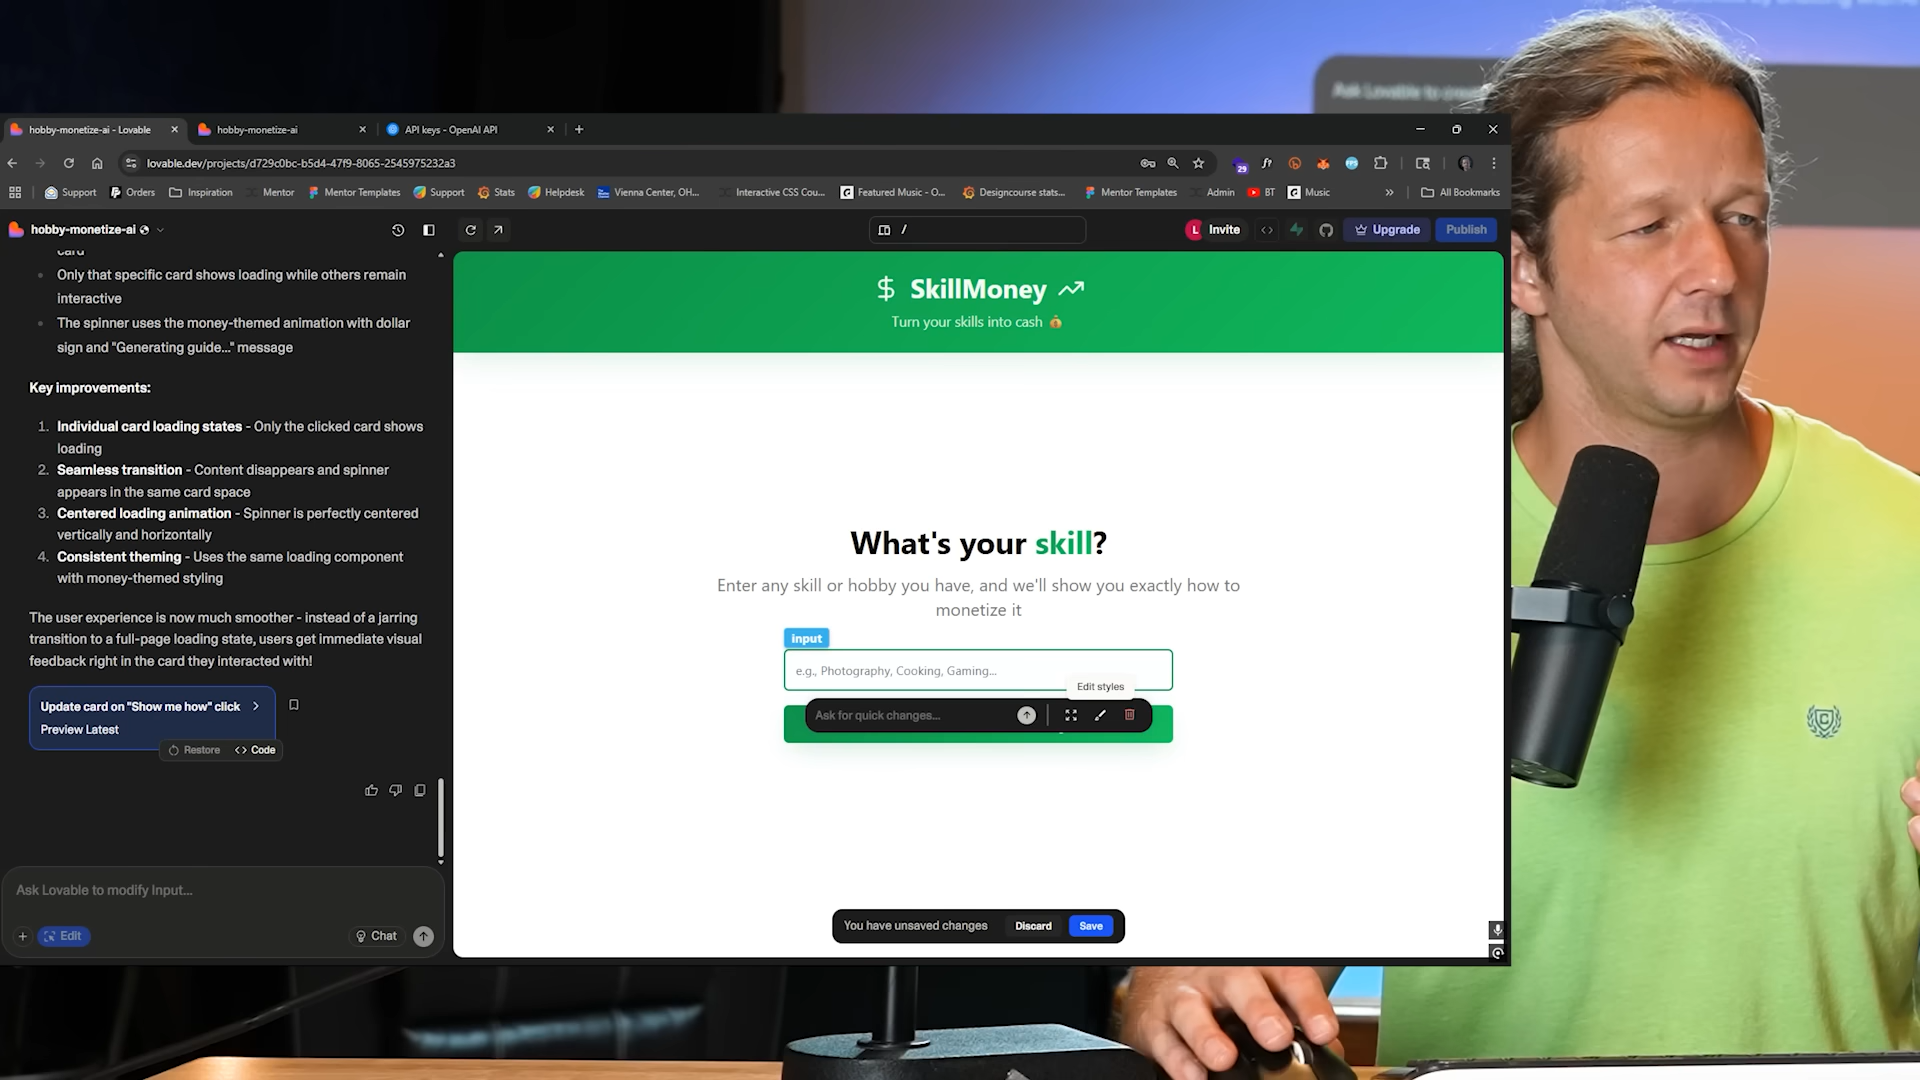 Ask Lovable to
hobby-monetize-ai - Lovable
hobby-monetize-ai
API keys - OpenAI API
lovable.dev/projects/d729c0bc-b5d4-47f9-8065-2545975232a3
29
f?
FPS
Support
Orders
Inspiration
Mentor
Mentor Templates
Support
Stats
Helpdesk
Vienna Center, OH...
Interactive CSS Cou...
Featured Music - O...
Designcourse stats...
Mentor Templates
Admin
BT
Music
All Bookmarks
hobby-monetize-ai
/
L
Invite
Upgrade
Publish
card
Only that specific card shows loading while others remain
interactive
The spinner uses the money-themed animation with dollar
sign and "Generating guide..." message
Key improvements:
1. Individual card loading states - Only the clicked card shows
loading
2. Seamless transition - Content disappears and spinner
appears in the same card space
3. Centered loading animation - Spinner is perfectly centered
vertically and horizontally
4. Consistent theming - Uses the same loading component
with money-themed styling
The user experience is now much smoother - instead of a jarring
transition to a full-page loading state, users get immediate visual
feedback right in the card they interacted with!
Update card on "Show me how" click
Preview Latest
Restore
Code
Ask Lovable to modify Input...
Edit
Chat
$ SkillMoney
Turn your skills into cash 💰
What's your skill?
Enter any skill or hobby you have, and we'll show you exactly how to
monetize it
input
e.g., Photography, Cooking, Gaming...
Edit styles
Ask for quick changes...
You have unsaved changes
Discard
Save
C